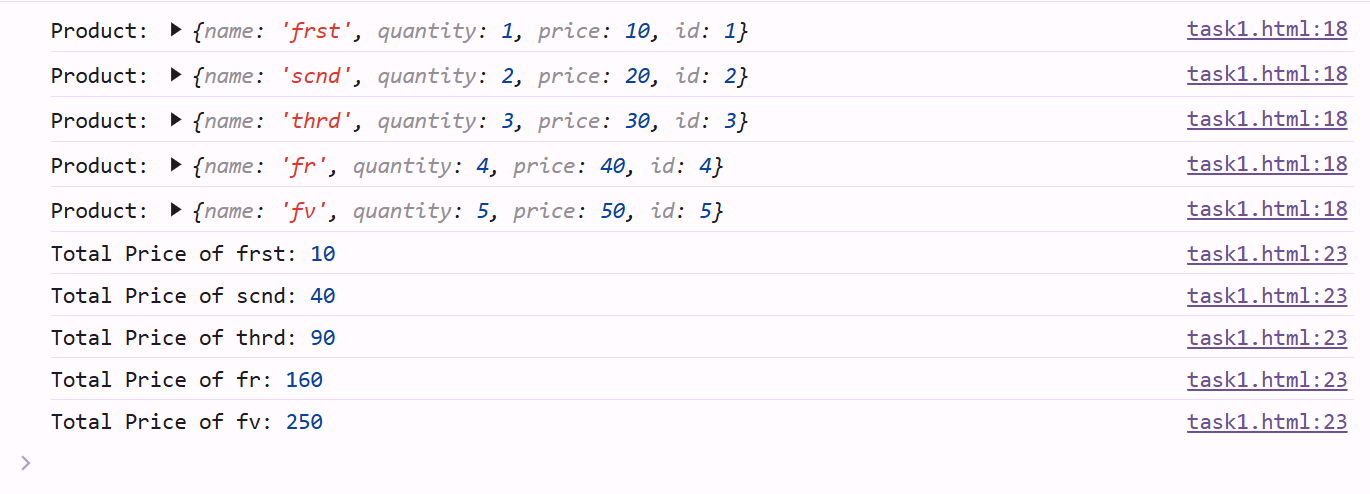 Product: ▶ {name: 'frst', quantity: 1, price: 10, id: 1} task1.html:18
Product: ▶ {name: 'scnd', quantity: 2, price: 20, id: 2} task1.html:18
Product: ▶ {name: 'thrd', quantity: 3, price: 30, id: 3} task1.html:18
Product: ▶ {name: 'fr', quantity: 4, price: 40, id: 4} task1.html:18
Product: ▶ {name: 'fv', quantity: 5, price: 50, id: 5} task1.html:18
Total Price of frst: 10 task1.html:23
Total Price of scnd: 40 task1.html:23
Total Price of thrd: 90 task1.html:23
Total Price of fr: 160 task1.html:23
Total Price of fv: 250 task1.html:23